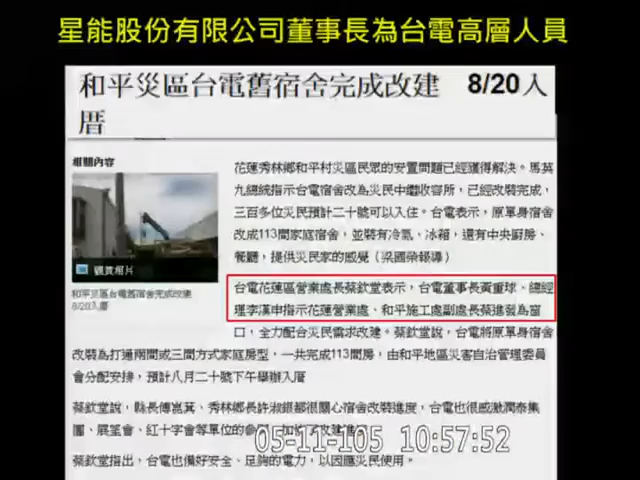 星能股份有限公司董事長為台電高層人員
和平災區台電舊宿舍完成改建 8/20入
厝
相關內容
觀賞相片
和平災區台電舊宿舍完成改建
8/20入厝
花蓮秀林鄉和平村災區民眾的安置問題已經獲得解決。馬英
九總統指示台電宿舍改為災民中繼收容所，已經改裝完成，
三百多位災民預計二十號可以入住。台電表示，原單身宿舍
改成113間家庭宿舍，並裝有冷氣、冰箱，還有中央廚房、
餐廳，提供災民家的感覺（梁國榮報導）
台電花蓮區營業處長蔡欽堂表示，台電董事長黃重球、總經
理李漢申指示花蓮營業處、和平施工處副處長蔡進發為窗
口，全力配合災民需求改建。蔡欽堂說，台電將原單身宿舍
改裝為打通兩間或三間方式家庭房型，一共完成113間房，由和平地區災害自治管理委員
會分配安排，預計八月二十號下午舉辦入厝
蔡欽堂說，縣長傅崑萁、秀林鄉長許淑銀都很關心宿舍改裝進度，台電也很感激潤泰集
團、展望會、紅十字會等單位的
05-11-105 10:57:52
蔡欽堂指出，台電也備好安全、足夠的電力，以因應災民使用。